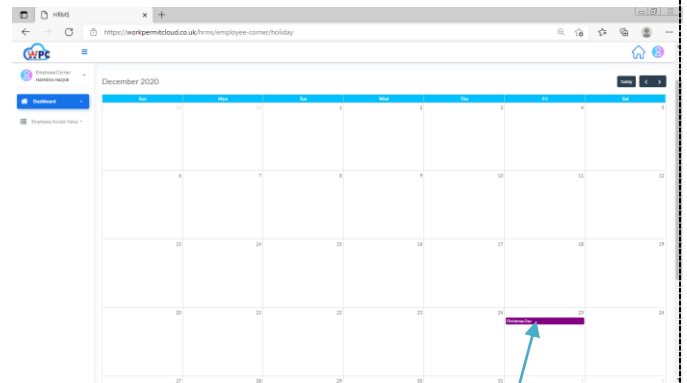 HRMS
https://workpermitcloud.co.uk/hrms/employee-corner/holiday
WPC
Employee Corner
December 2020
today
Dashboard
Sun Mon Tue Wed Thu Fri Sat
29 30 1 2 3 4 5
Employee Access Value
6 7 8 9 10 11 12
13 14 15 16 17 18 19
20 21 22 23 24 25 26
Christmas Day
27 28 29 30 31 1 2